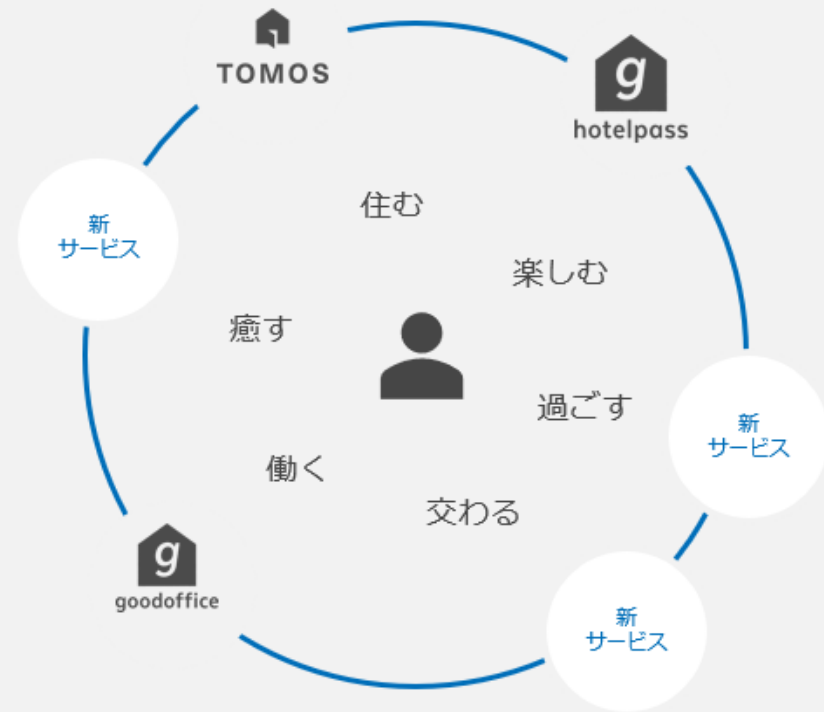 TOMOS
g
hotelpass
住む
新
サービス
楽しむ
癒す
過ごす
新
サービス
働く
交わる
g
goodoffice
新
サービス